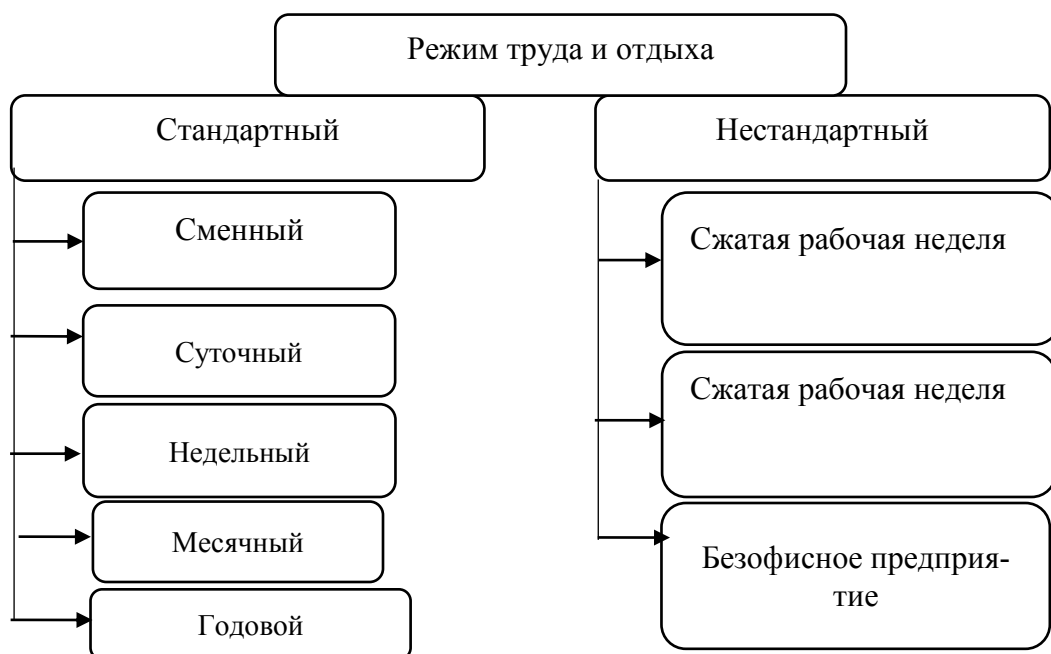 Режим труда и отдыха
Стандартный
Нестандартный
Сменный
Суточный
Недельный
Месячный
Годовой
Сжатая рабочая неделя
Сжатая рабочая неделя
Безофисное предприя-
тие